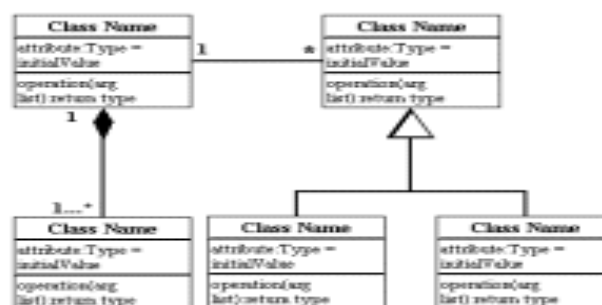 Class Name
attribute:Type =
initialValue
operation(arg
list):return type
1
*
Class Name
attribute:Type =
initialValue
operation(arg
list):return type
1
1...*
Class Name
attribute:Type =
initialValue
operation(arg
list):return type
Class Name
attribute:Type =
initialValue
operation(arg
list):return type
Class Name
attribute:Type =
initialValue
operation(arg
list):return type